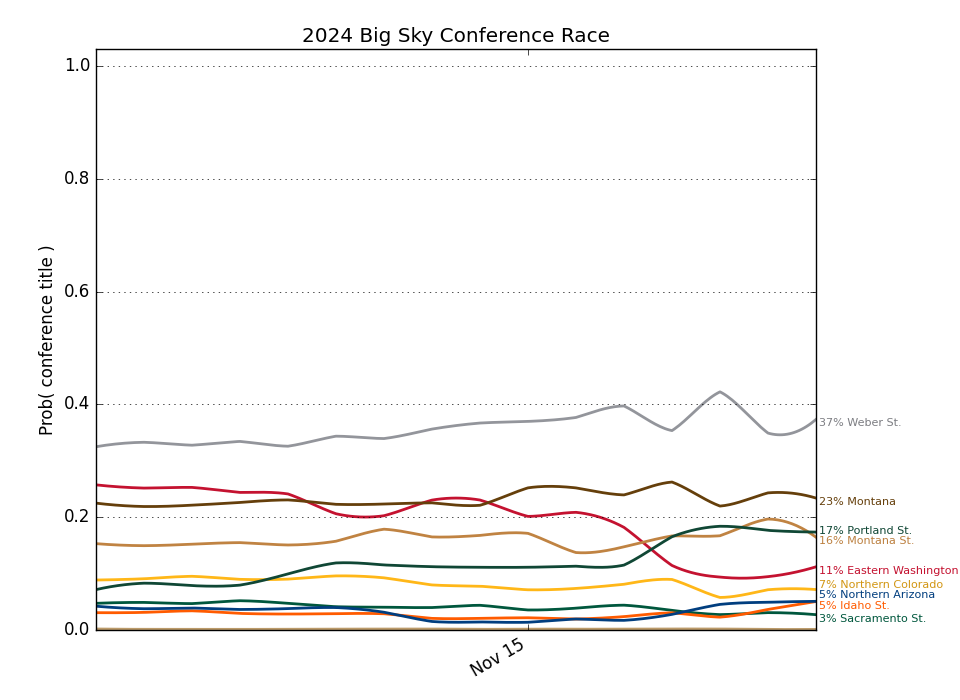 2024 Big Sky Conference Race
Prob( conference title )
1.0
0.8
0.6
0.4
0.2
0.0
Nov 15
37% Weber St.
23% Montana
17% Portland St.
16% Montana St.
11% Eastern Washington
7% Northern Colorado
5% Northern Arizona
5% Idaho St.
3% Sacramento St.